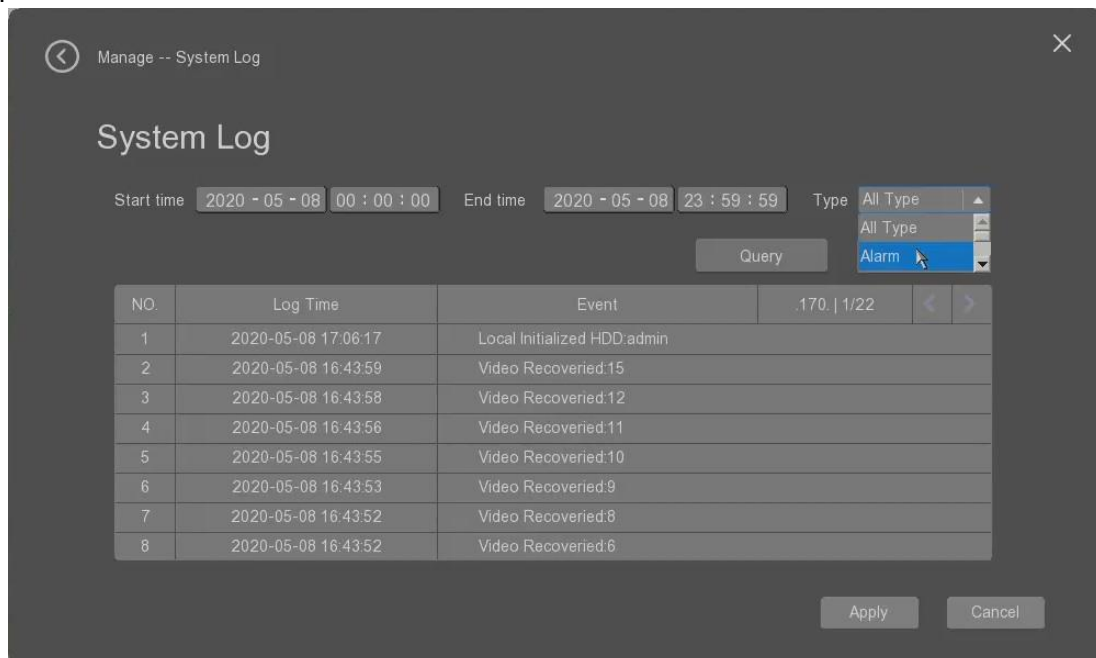 Manage -- System Log
System Log
Start time 2020 - 05 - 08 00 : 00 : 00 End time 2020 - 05 - 08 23 : 59 : 59 Type All Type
All Type
Query Alarm
NO. Log Time Event .170. | 1/22
1 2020-05-08 17:06:17 Local Initialized HDD:admin
2 2020-05-08 16:43:59 Video Recoveried:15
3 2020-05-08 16:43:58 Video Recoveried:12
4 2020-05-08 16:43:56 Video Recoveried:11
5 2020-05-08 16:43:55 Video Recoveried:10
6 2020-05-08 16:43:53 Video Recoveried:9
7 2020-05-08 16:43:52 Video Recoveried:8
8 2020-05-08 16:43:52 Video Recoveried:6
Apply Cancel